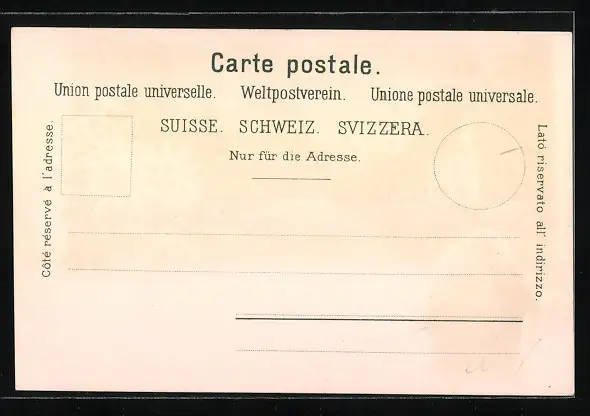 Carte postale.
Union postale universelle. Weltpostverein. Unione postale universale.
SUISSE. SCHWEIZ. SVIZZERA.
Nur für die Adresse.
Côté réservé à l'adresse.
Lato riservato all' indirizzo.